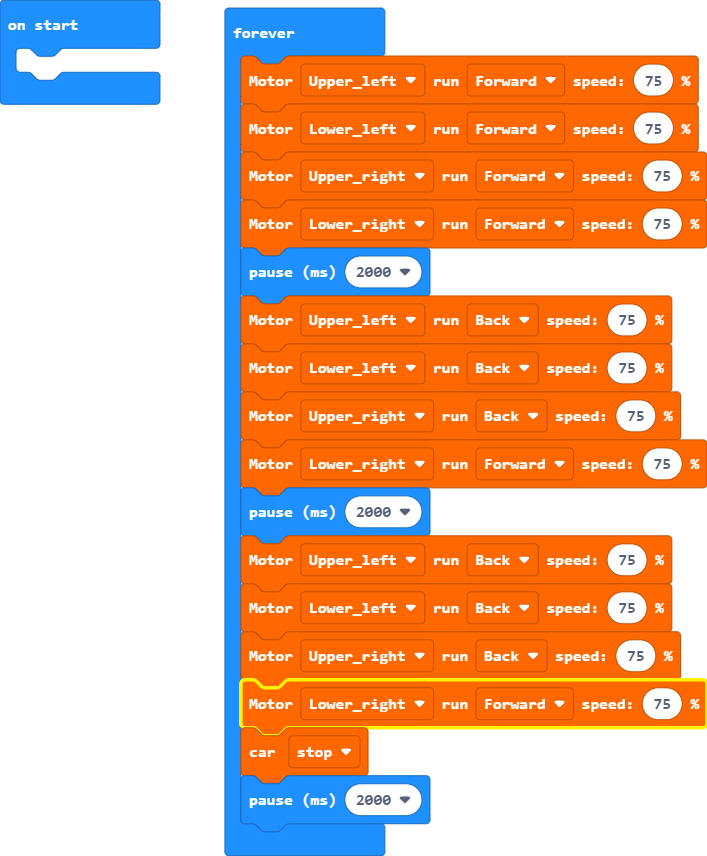 on start
forever
Motor Upper_left run Forward speed: 75 %
Motor Lower_left run Forward speed: 75 %
Motor Upper_right run Forward speed: 75 %
Motor Lower_right run Forward speed: 75 %
pause (ms) 2000
Motor Upper_left run Back speed: 75 %
Motor Lower_left run Back speed: 75 %
Motor Upper_right run Back speed: 75 %
Motor Lower_right run Forward speed: 75 %
pause (ms) 2000
Motor Upper_left run Back speed: 75 %
Motor Lower_left run Back speed: 75 %
Motor Upper_right run Back speed: 75 %
Motor Lower_right run Forward speed: 75 %
car stop
pause (ms) 2000